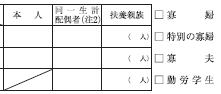 本人 同一生計配偶者(注2) 扶養親族 □寡婦
(人) □特別の寡婦
(人) □寡夫
(人) □勤労学生